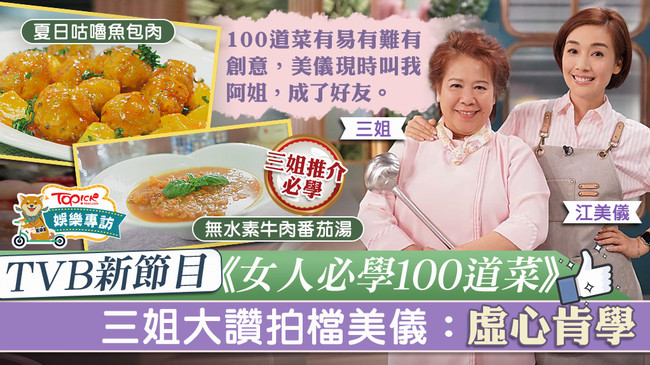 夏日咕嚕魚包肉
100道菜有易有難有
創意，美儀現時叫我
阿姐，成了好友。
三姐
三姐推介
必學
無水素牛肉番茄湯
江美儀
TOPick
娛樂專訪
TVB新節目《女人必學100道菜》
三姐大讚拍檔美儀：虛心肯學